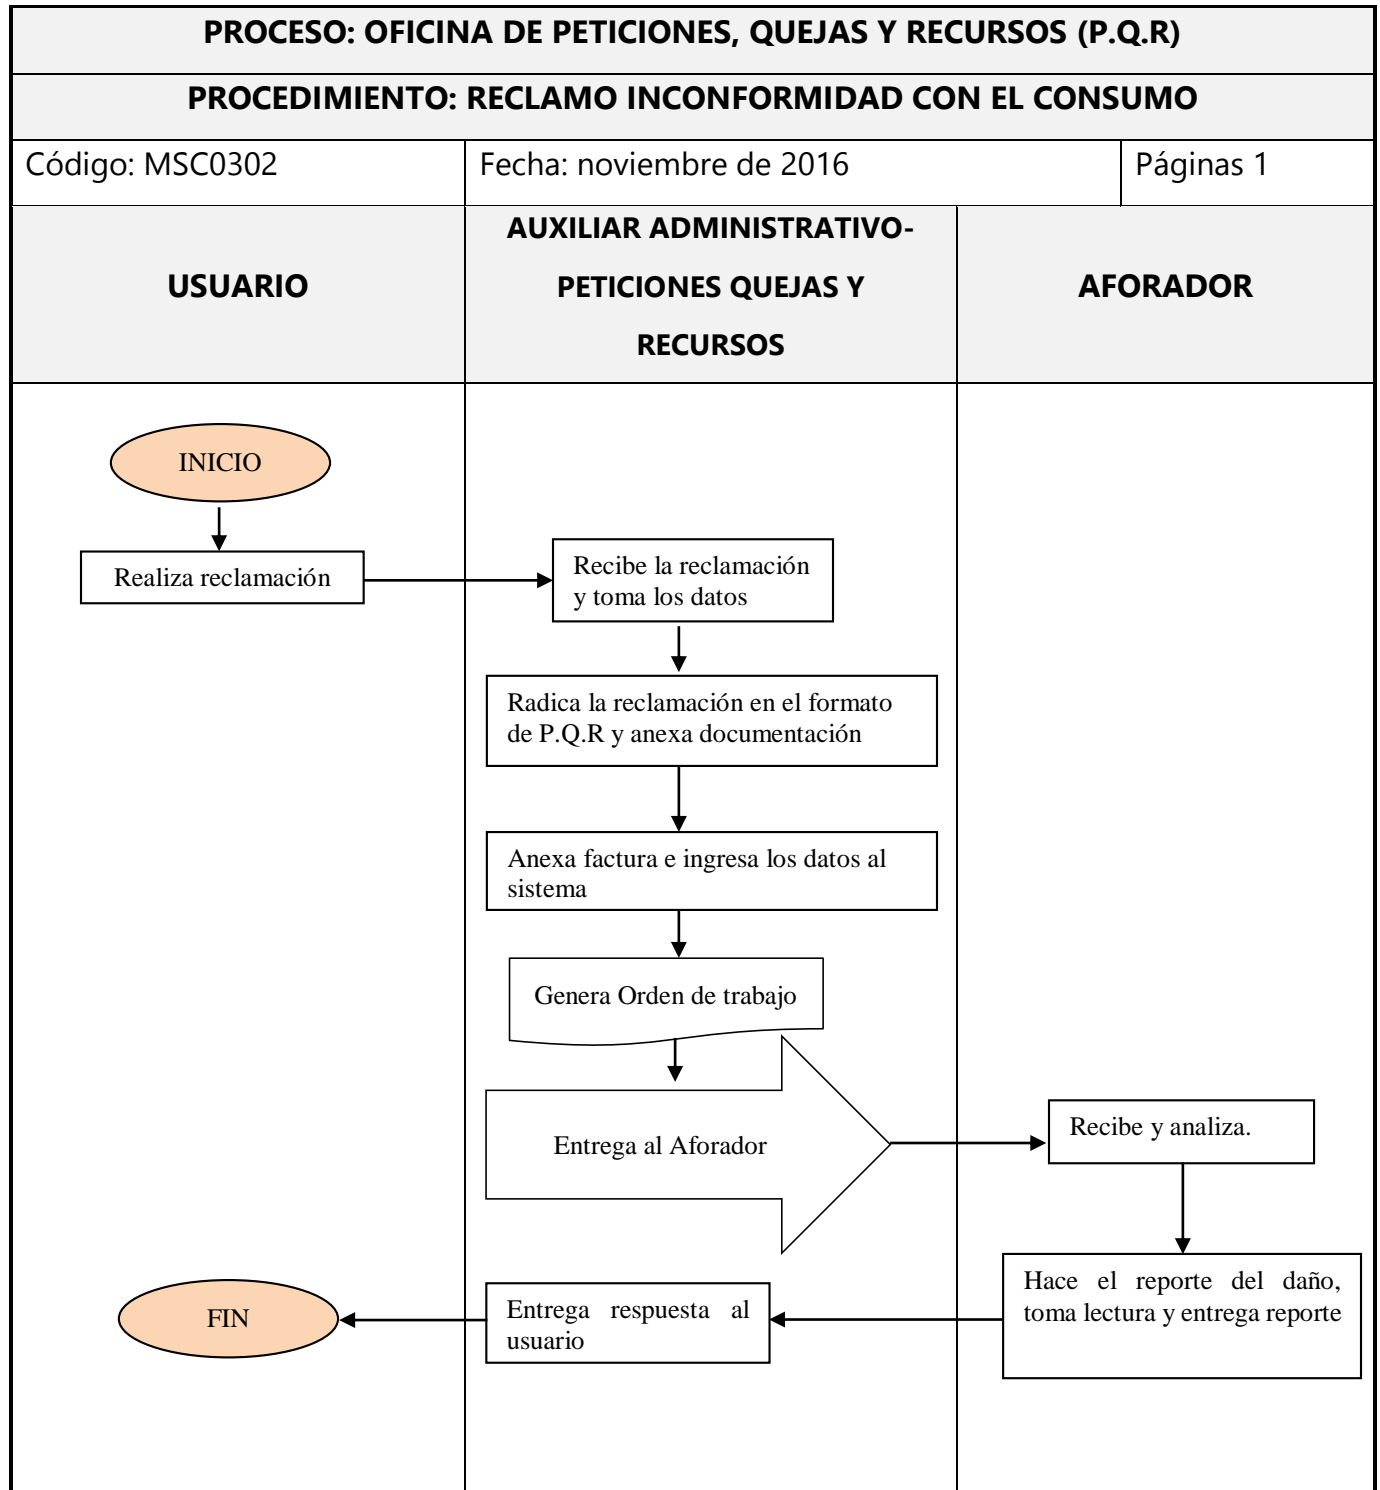 PROCESO: OFICINA DE PETICIONES, QUEJAS Y RECURSOS (P.Q.R)
PROCEDIMIENTO: RECLAMO INCONFORMIDAD CON EL CONSUMO
Código: MSC0302
Fecha: noviembre de 2016
Páginas 1
USUARIO
AUXILIAR ADMINISTRATIVO-
PETICIONES QUEJAS Y
RECURSOS
AFORADOR
INICIO
Realiza reclamación
Recibe la reclamación
y toma los datos
Radica la reclamación en el formato
de P.Q.R y anexa documentación
Anexa factura e ingresa los datos al
sistema
Genera Orden de trabajo
Entrega al Aforador
Recibe y analiza.
Hace el reporte del daño,
toma lectura y entrega reporte
Entrega respuesta al
usuario
FIN